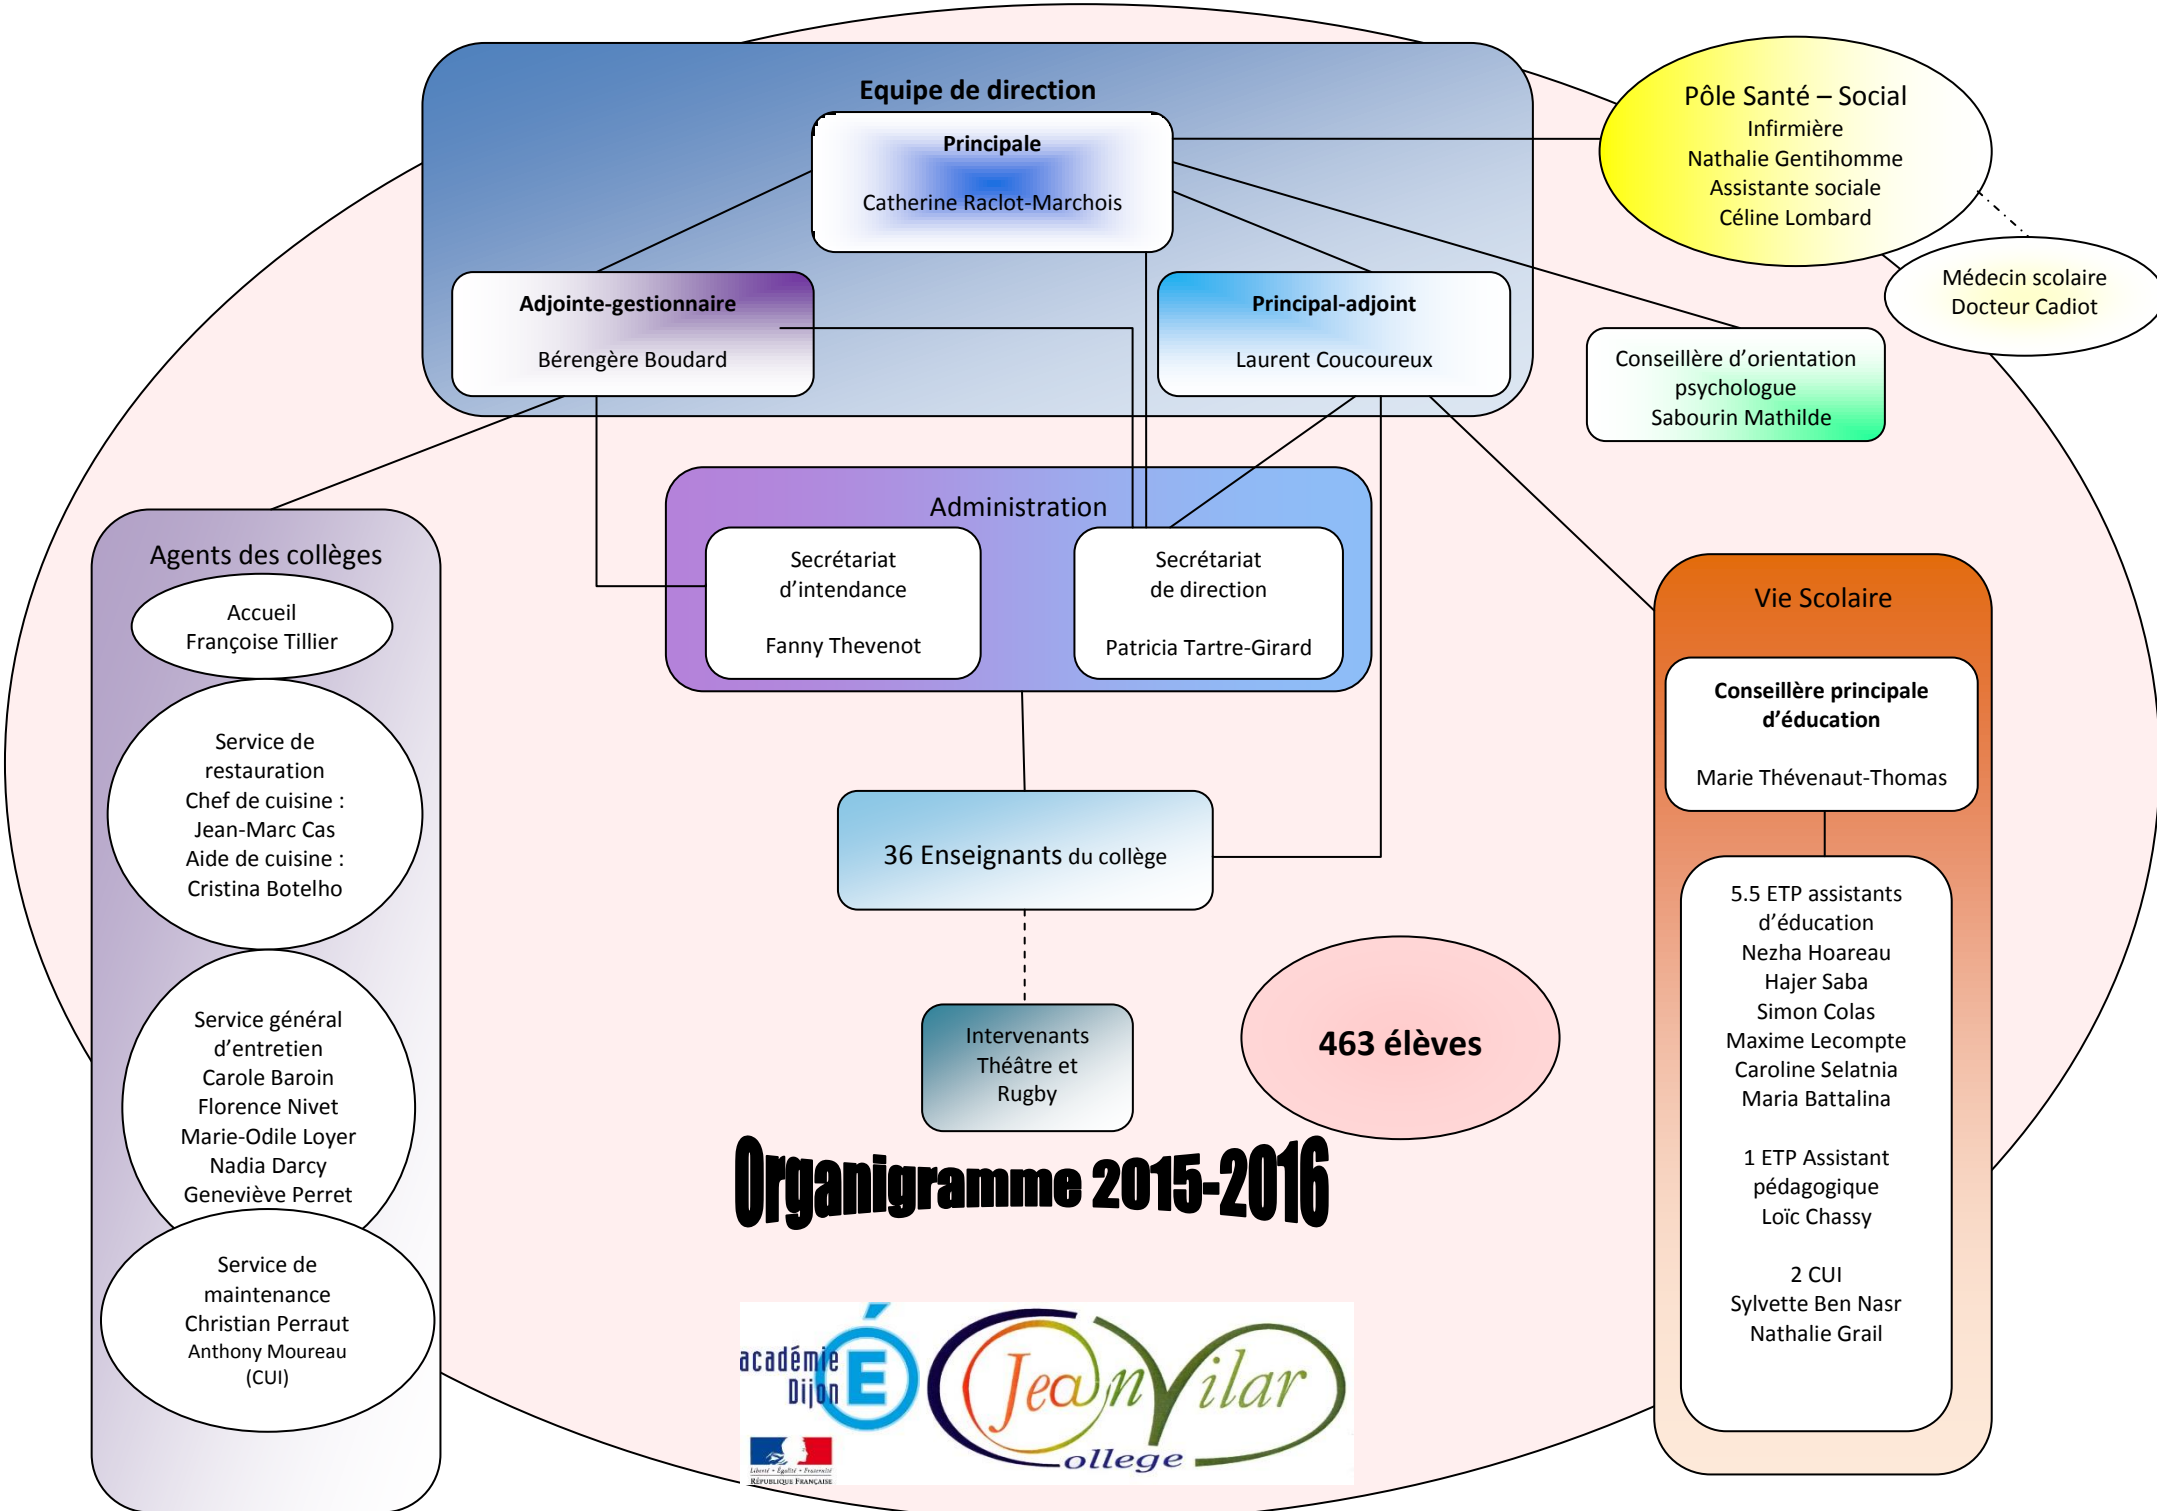 Equipe de direction
Principale
Catherine Raclot-Marchois
Adjointe-gestionnaire
Bérengère Boudard
Principal-adjoint
Laurent Coucoureux
Pôle Santé – Social
Infirmière
Nathalie Gentihomme
Assistante sociale
Céline Lombard
Médecin scolaire
Docteur Cadiot
Conseillère d’orientation
psychologue
Sabourin Mathilde
Administration
Secrétariat
d’intendance
Fanny Thevenot
Secrétariat
de direction
Patricia Tartre-Girard
Agents des collèges
Accueil
Françoise Tillier
Service de
restauration
Chef de cuisine :
Jean-Marc Cas
Aide de cuisine :
Cristina Botelho
Service général
d’entretien
Carole Baroin
Florence Nivet
Marie-Odile Loyer
Nadia Darcy
Geneviève Perret
Service de
maintenance
Christian Perraut
Anthony Moureau
(CUI)
36 Enseignants du collège
Intervenants
Théâtre et
Rugby
463 élèves
Vie Scolaire
Conseillère principale
d’éducation
Marie Thévenaut-Thomas
5.5 ETP assistants
d’éducation
Nezha Hoareau
Hajer Saba
Simon Colas
Maxime Lecompte
Caroline Selatnia
Maria Battalina
1 ETP Assistant
pédagogique
Loïc Chassy
2 CUI
Sylvette Ben Nasr
Nathalie Grail
Organigramme 2015-2016
académie
Dijon
É
Liberté • Égalité • Fraternité
RÉPUBLIQUE FRANÇAISE
Jean Vilar
College